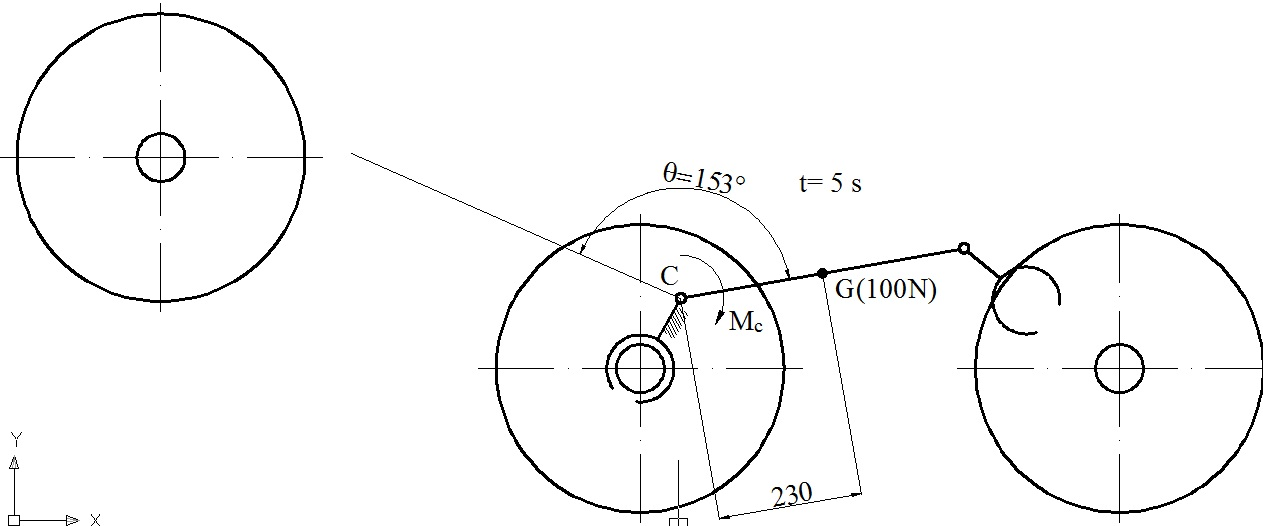 θ=153°
t= 5 s
C
G(100N)
Mc
230
Y
X